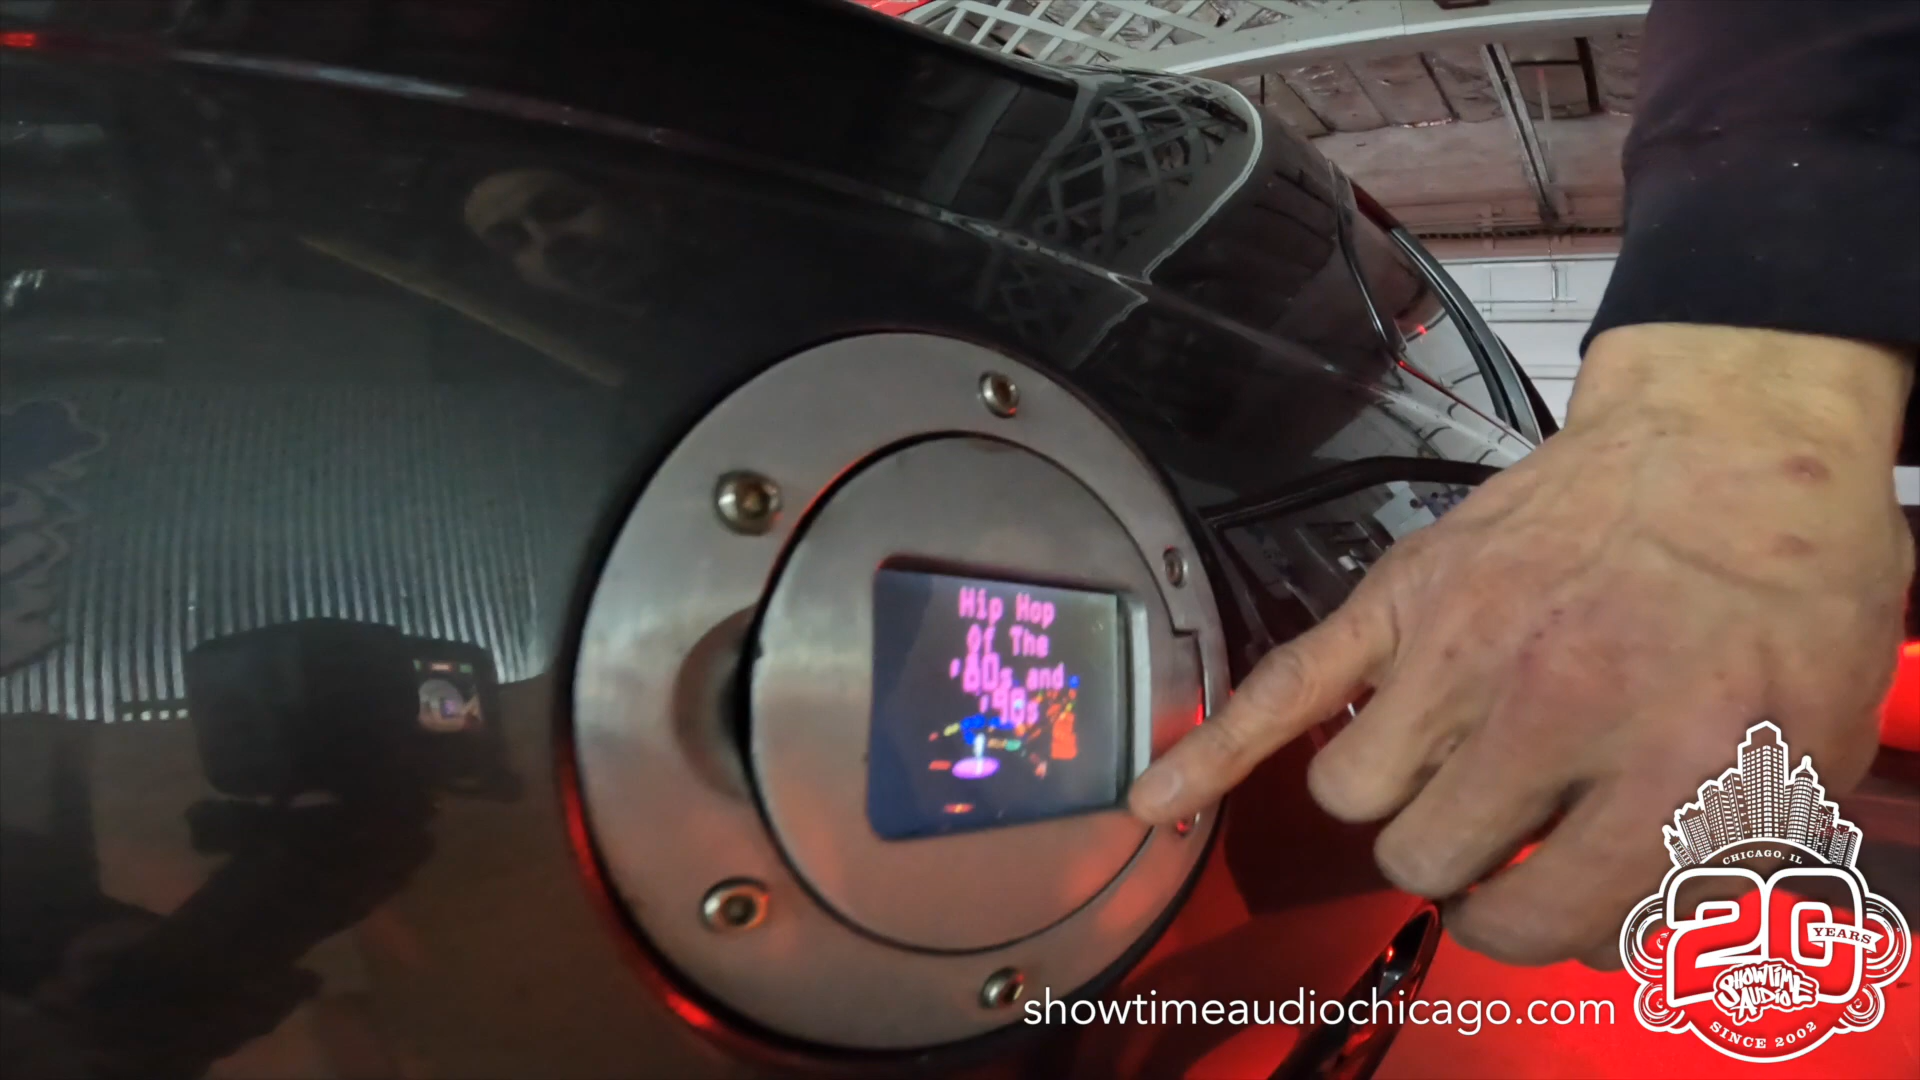 Hip Hop
Of The
'80s and
'90s
CHICAGO, IL
20
YEARS
SHOWTIME
AUDIO
SINCE 2002
showtimeaudiochicago.com